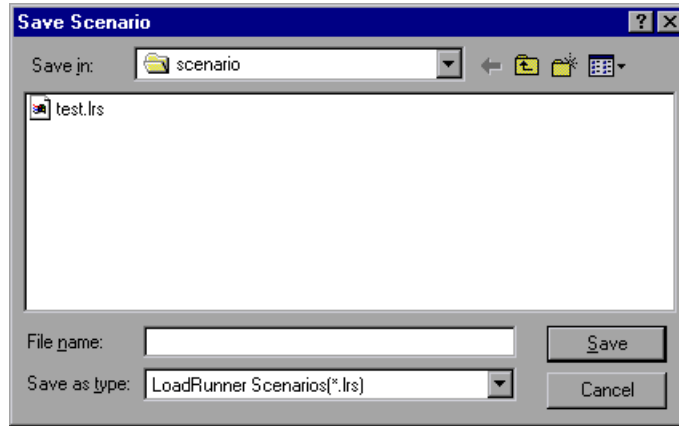 Save Scenario
Save in: scenario
test.lrs
File name: Save
Save as type: LoadRunner Scenarios(*.lrs) Cancel